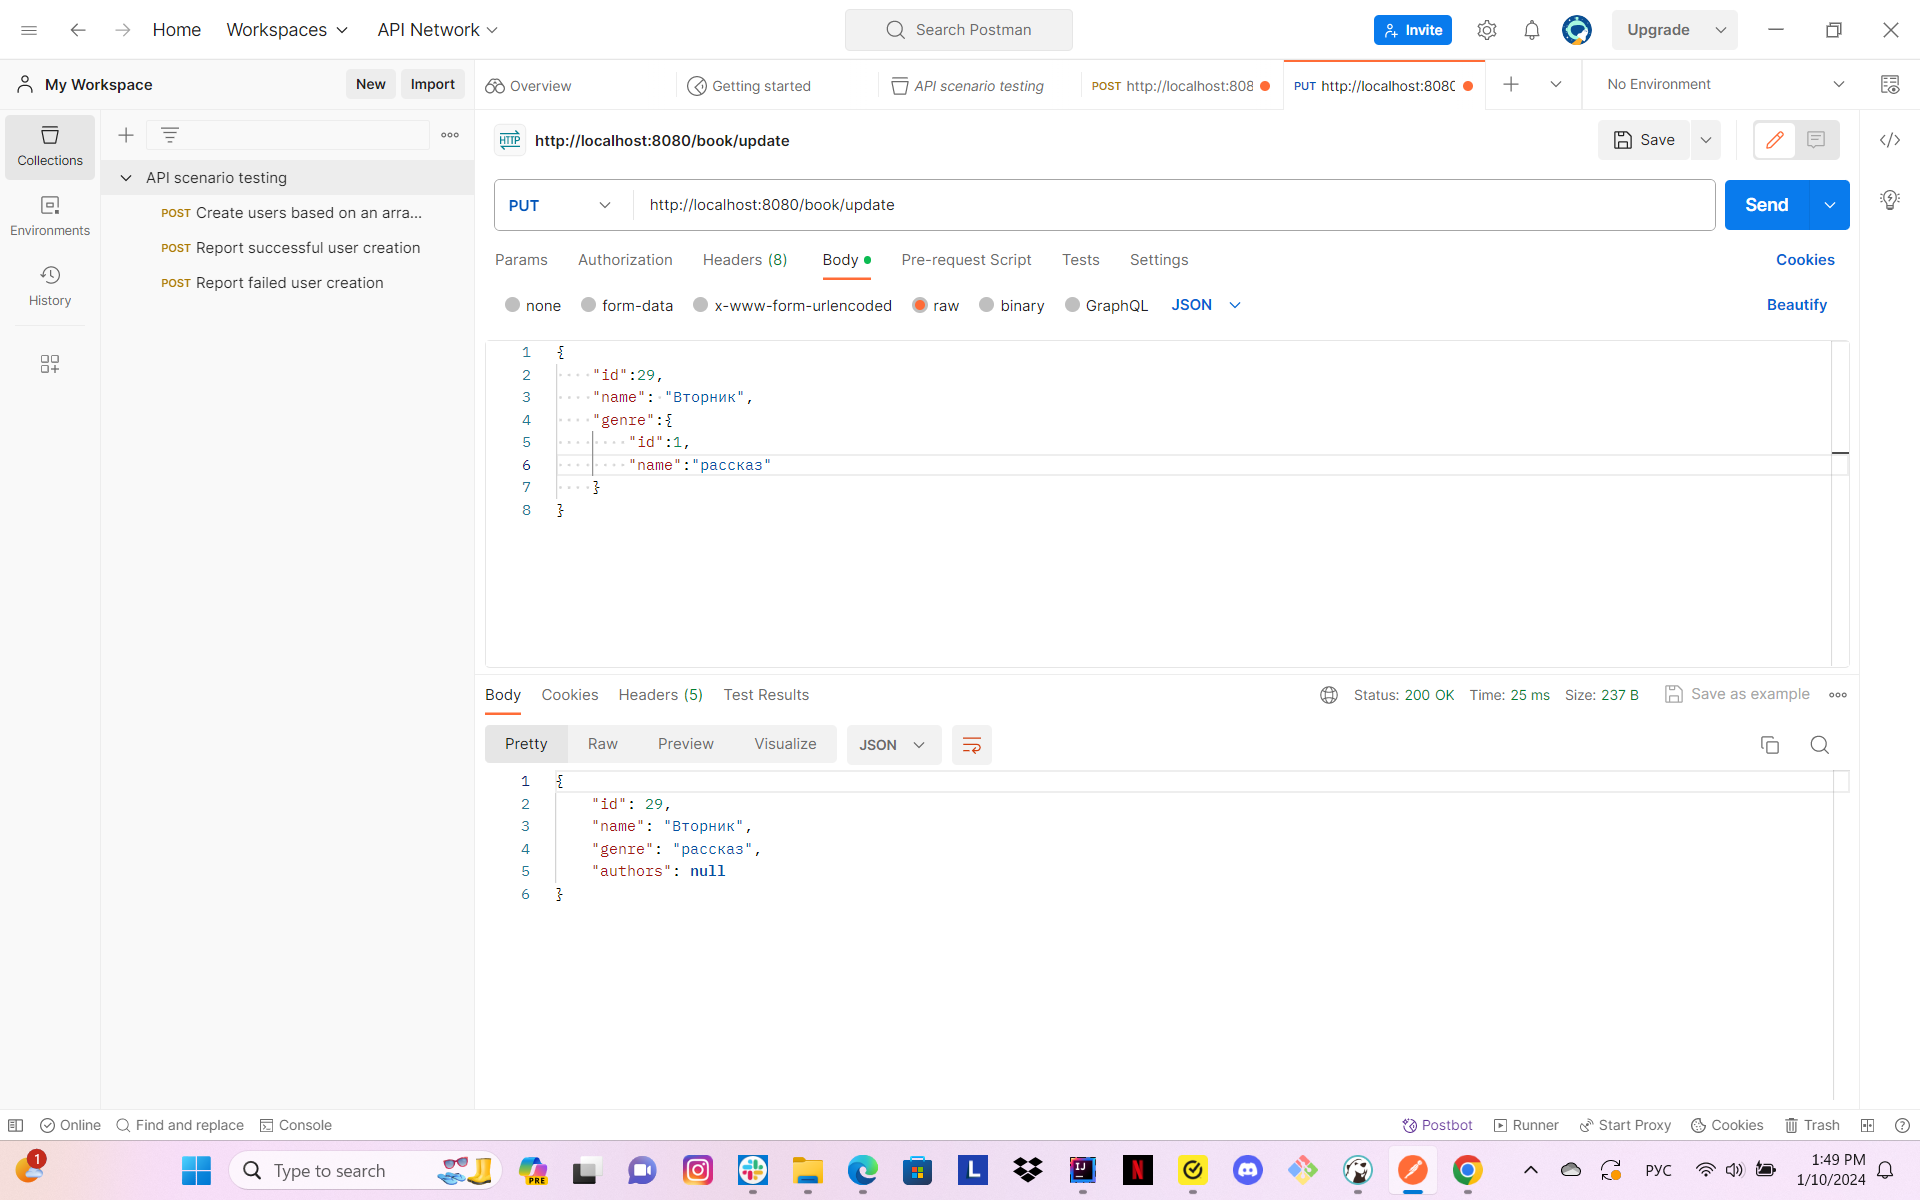 Home Workspaces API Network Search Postman Invite Upgrade
My Workspace New Import Overview Getting started API scenario testing POST http://localhost:808 PUT http://localhost:8080 No Environment
Collections
Environments
History
API scenario testing
POST Create users based on an arra...
POST Report successful user creation
POST Report failed user creation
HTTP http://localhost:8080/book/update Save
PUT http://localhost:8080/book/update Send
Params Authorization Headers (8) Body Pre-request Script Tests Settings Cookies
none form-data x-www-form-urlencoded raw binary GraphQL JSON Beautify
1 {
2 "id":29,
3 "name": "Вторник",
4 "genre":{
5 "id":1,
6 "name":"рассказ"
7 }
8 }
Body Cookies Headers (5) Test Results Status: 200 OK Time: 25 ms Size: 237 B Save as example
Pretty Raw Preview Visualize JSON
1 {
2 "id": 29,
3 "name": "Вторник",
4 "genre": "рассказ",
5 "authors": null
6 }
Online Find and replace Console Postbot Runner Start Proxy Cookies Trash
1 Type to search PRE L IJ N РУС 1:49 PM
1/10/2024